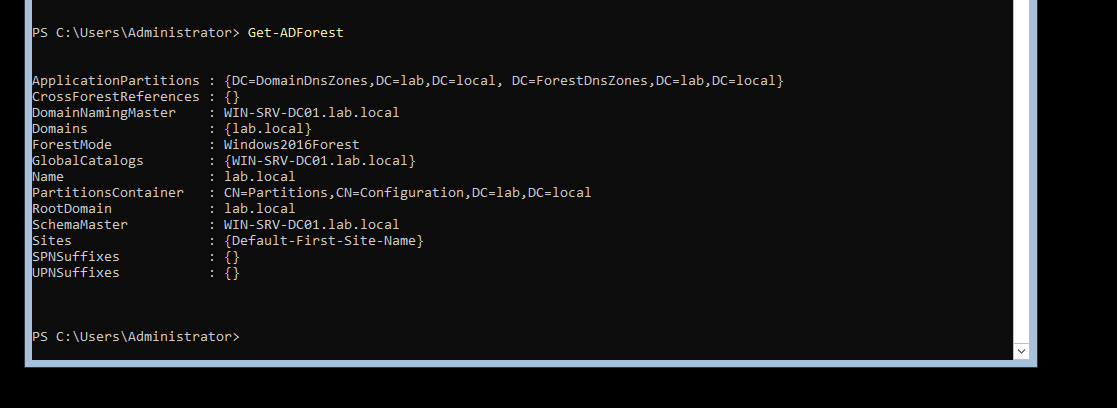 PS C:\Users\Administrator> Get-ADForest
ApplicationPartitions : {DC=DomainDnsZones,DC=lab,DC=local, DC=ForestDnsZones,DC=lab,DC=local}
CrossForestReferences : {}
DomainNamingMaster    : WIN-SRV-DC01.lab.local
Domains               : {lab.local}
ForestMode            : Windows2016Forest
GlobalCatalogs        : {WIN-SRV-DC01.lab.local}
Name                  : lab.local
PartitionsContainer   : CN=Partitions,CN=Configuration,DC=lab,DC=local
RootDomain            : lab.local
SchemaMaster          : WIN-SRV-DC01.lab.local
Sites                 : {Default-First-Site-Name}
SPNSuffixes           : {}
UPNSuffixes           : {}
PS C:\Users\Administrator>